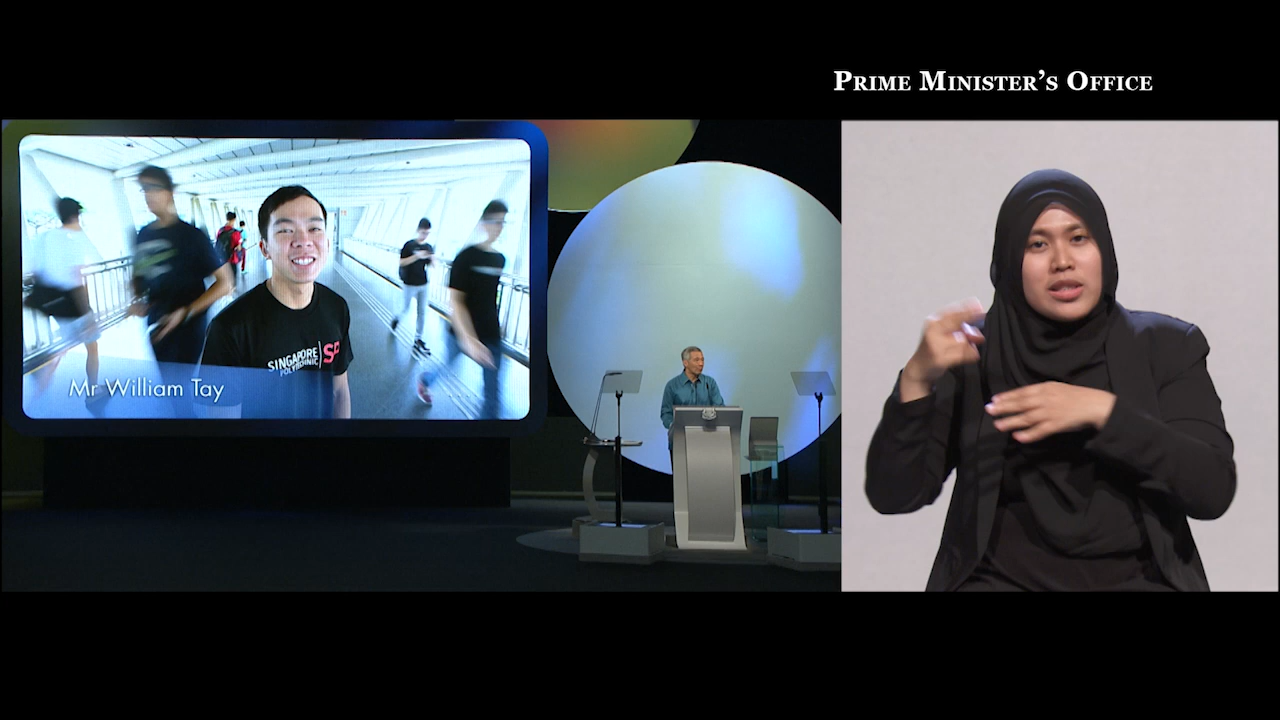 PRIME MINISTER'S OFFICE
SINGAPORE
POLYTECHNIC
SP
Mr William Tay